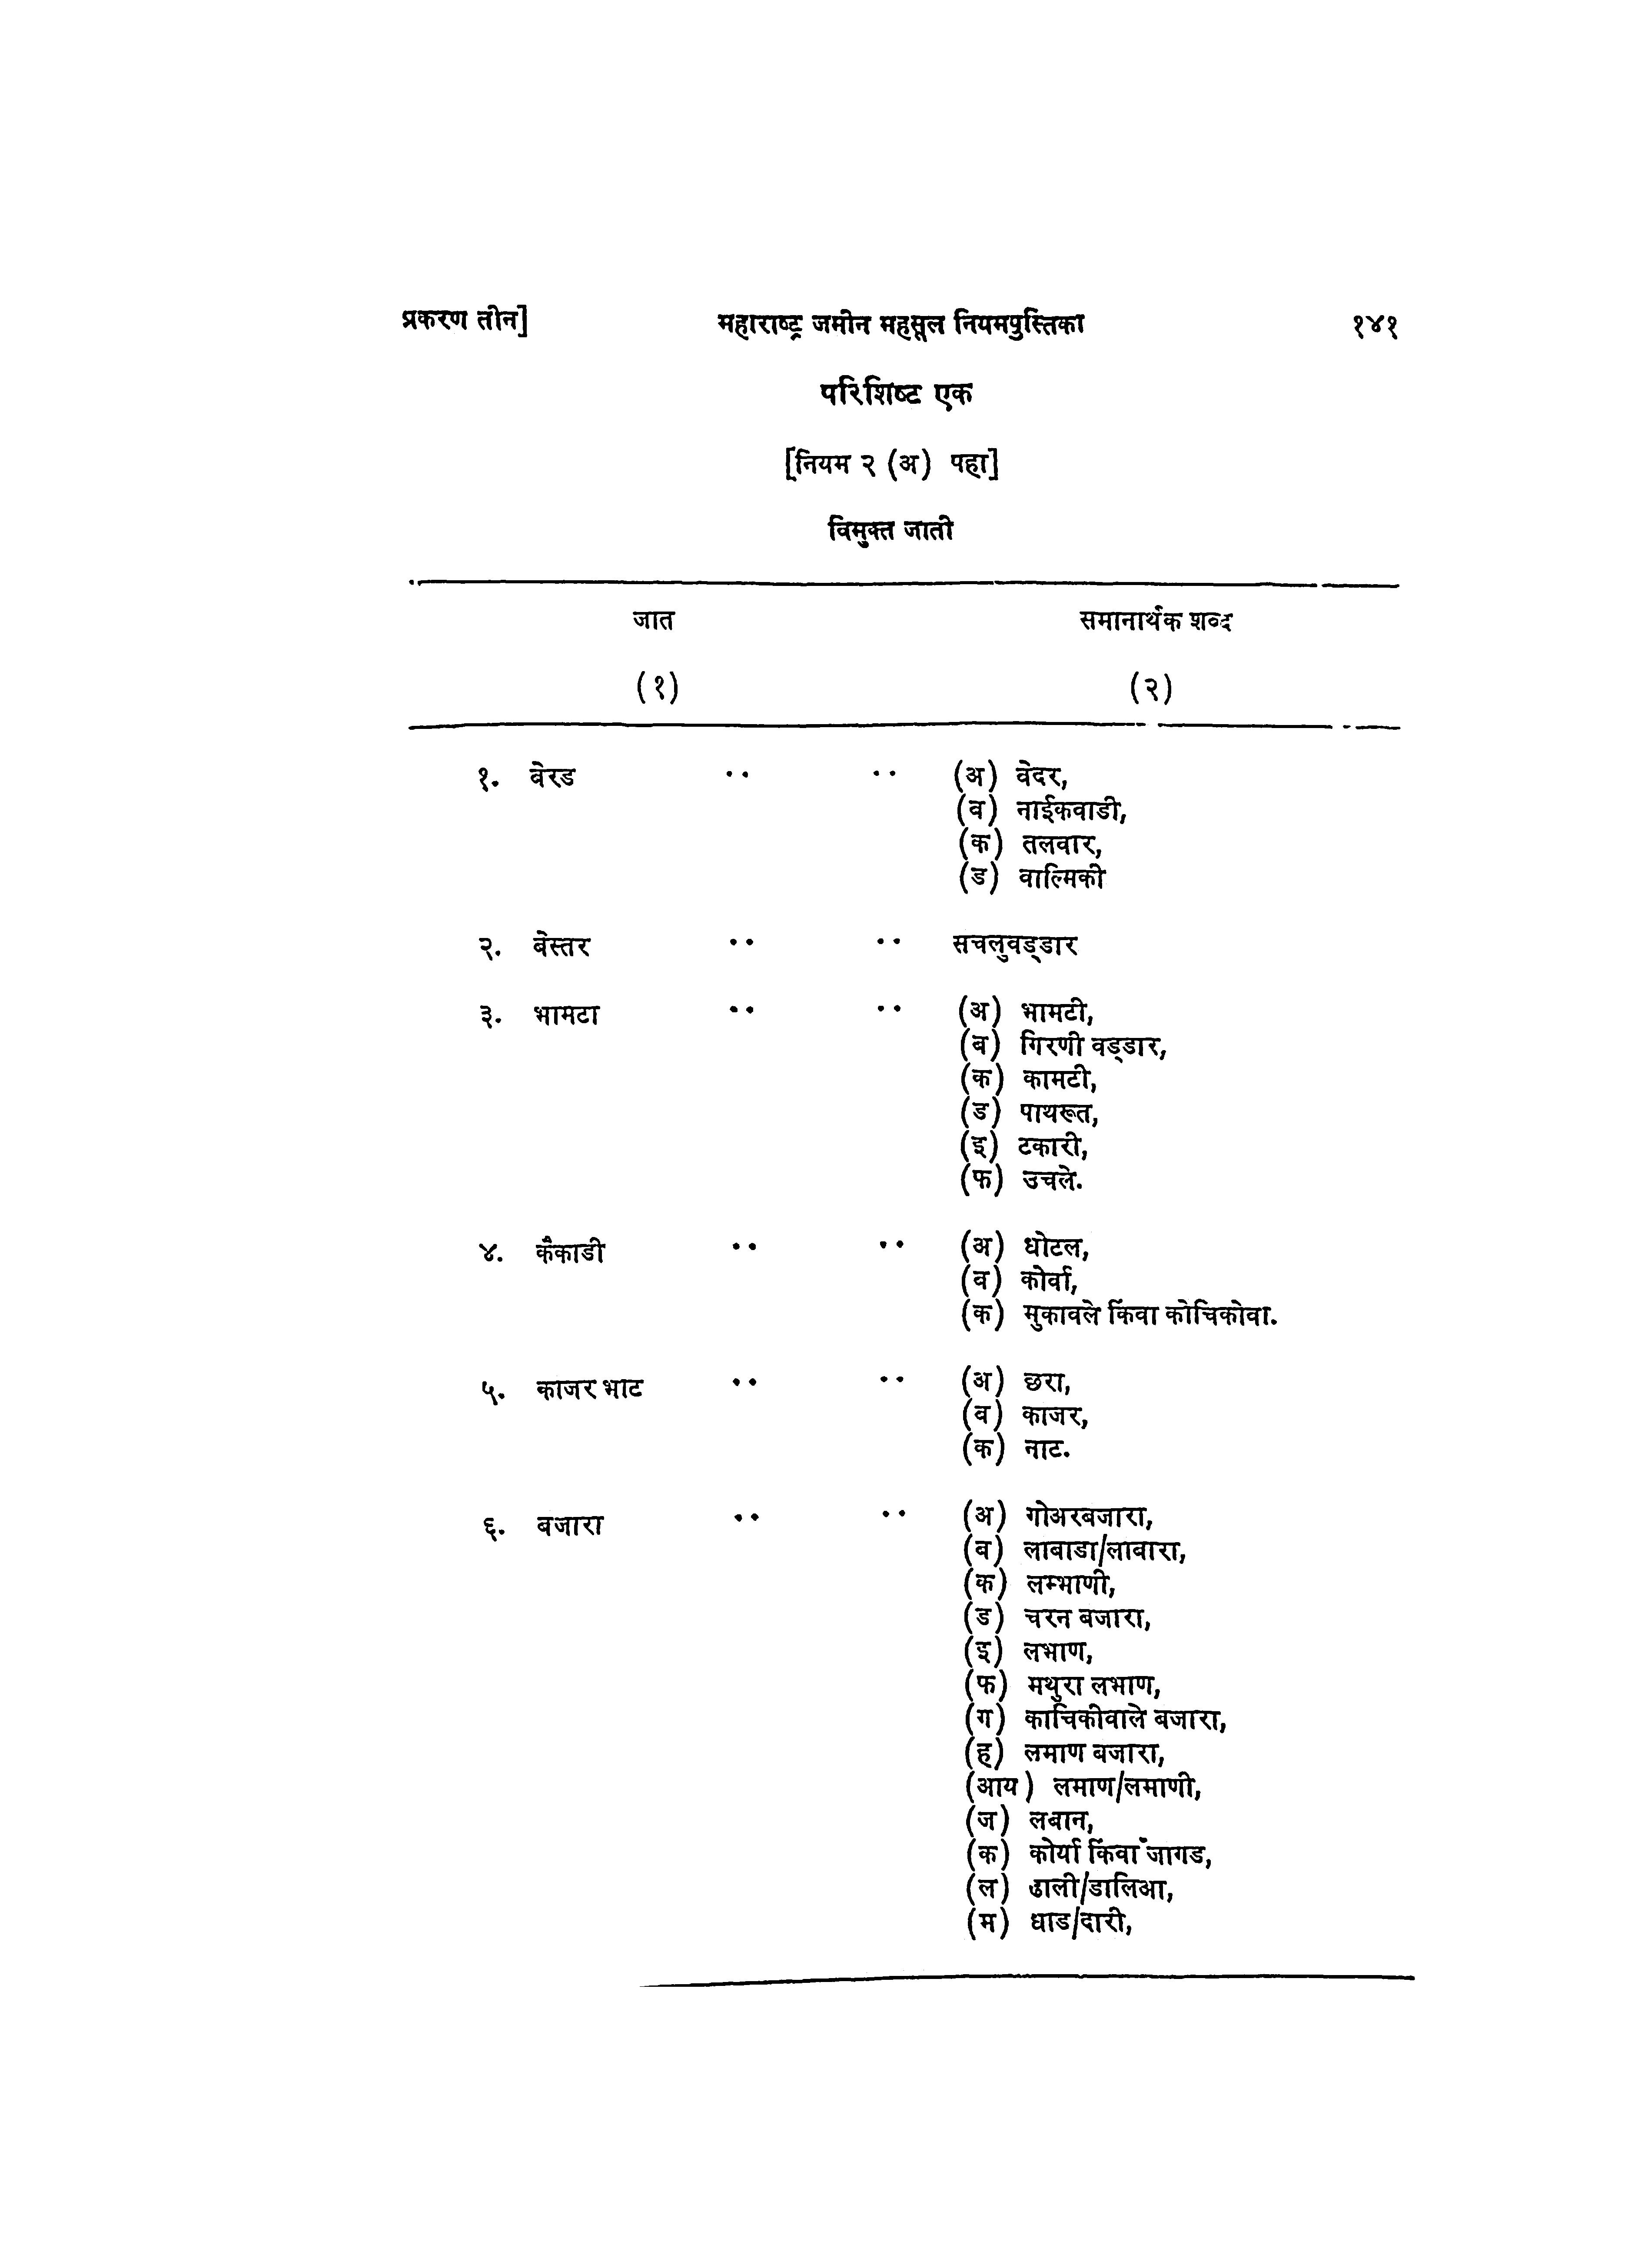 प्रकरण तीन] महाराष्ट्र जमीन महसूल नियमपुस्तिका १४१
परिशिष्ट एक
[नियम २ (अ) पहा]
विमुक्त जाती
जात समानार्थक शब्द
(१) (२)
१. बेरड .. .. (अ) बेदर,
(ब) नाईकवाडी,
(क) तलवार,
(ड) वाल्मिकी
२. बेस्तर .. .. सचलुवड्डार
३. भामटा .. .. (अ) भामटी,
(ब) गिरणी वड्डार,
(क) कामटी,
(ड) पाथरूत,
(इ) टकारी,
(फ) उचले.
४. कैकाडी .. .. (अ) धोटल,
(ब) कोर्वा,
(क) मुकावले किंवा कोचिकोवा.
५. काजर भाट .. .. (अ) छरा,
(ब) काजर,
(क) नाट.
६. बजारा .. .. (अ) गोअरबजारा,
(ब) लाबाडा/लाबारा,
(क) लम्भाणी,
(ड) चरन बजारा,
(इ) लभाण,
(फ) मथुरा लभाण,
(ग) काचिकीवाले बजारा,
(ह) लमाण बजारा,
(आय) लमाण/लमाणी,
(ज) लबान,
(क) कोर्या किंवा जागड,
(ल) ढाली/डालिआ,
(म) धाड/दारी,